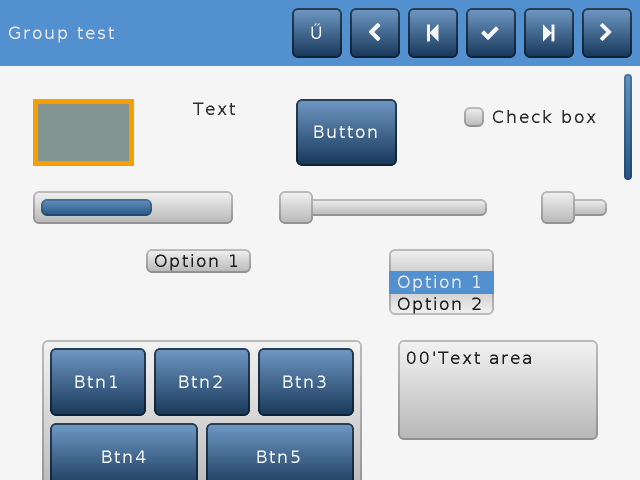 Group test
Ű
Text
Button
Check box
Option 1
Option 1
Option 2
Btn1 Btn2 Btn3
00'Text area
Btn4 Btn5